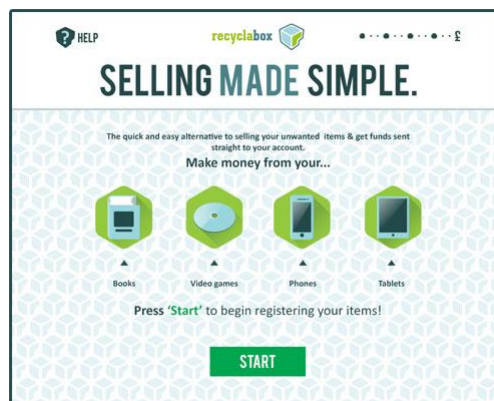 HELP
recyclabox
£
SELLING MADE SIMPLE.
The quick and easy alternative to selling your unwanted items & get funds sent
straight to your account.
Make money from your...
Books
Video games
Phones
Tablets
Press ‘Start’ to begin registering your items!
START